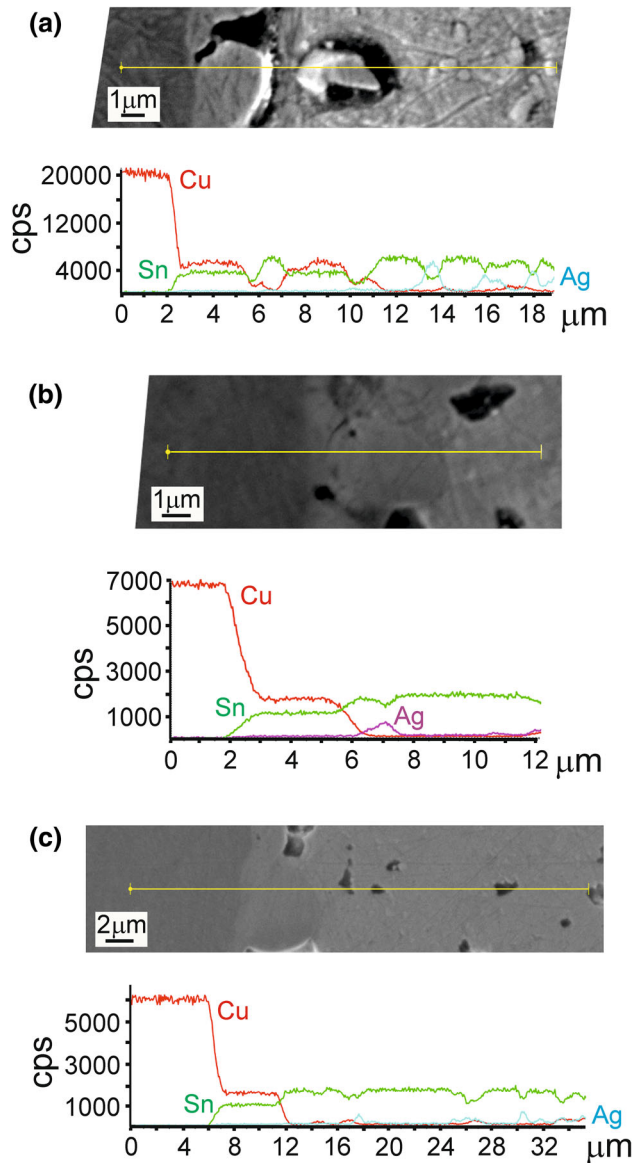 (a)
1μm
20000
12000
4000
cps
Cu
Sn
Ag
0 2 4 6 8 10 12 14 16 18 μm
(b)
1μm
7000
5000
3000
1000
cps
Cu
Sn
Ag
0 2 4 6 8 10 12 μm
(c)
2μm
5000
3000
1000
cps
Cu
Sn
Ag
0 4 8 12 16 20 24 28 32 μm